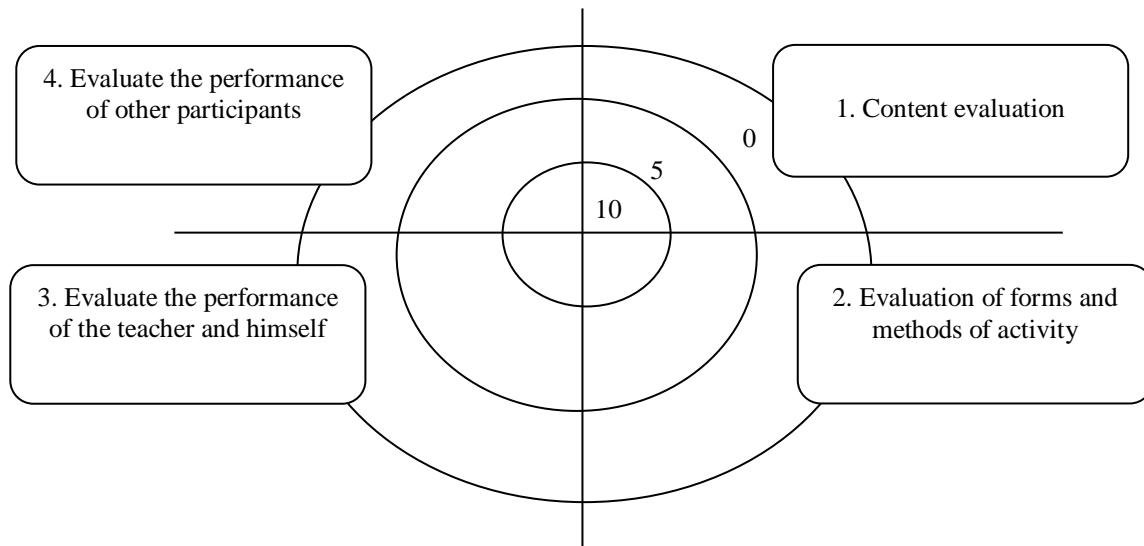 4. Evaluate the performance
of other participants
1. Content evaluation
0
5
10
3. Evaluate the performance
of the teacher and himself
2. Evaluation of forms and
methods of activity